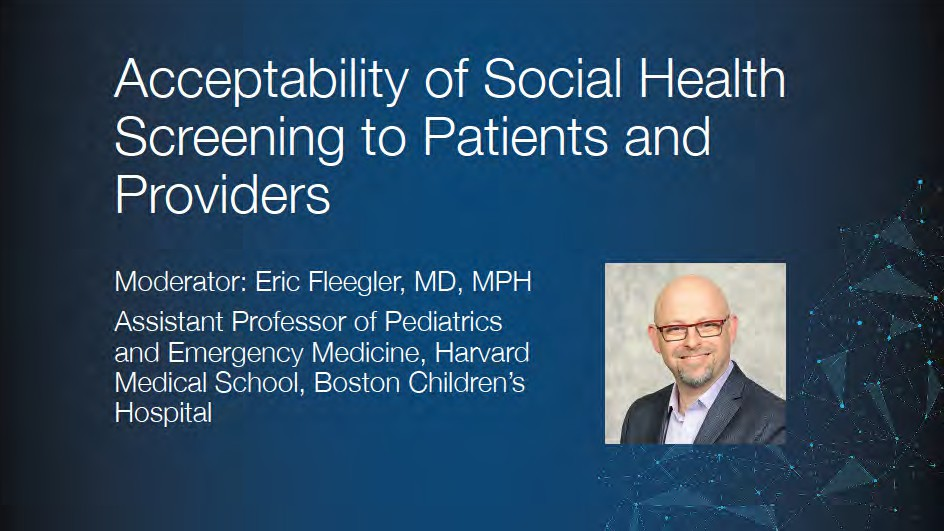 Acceptability of Social Health
Screening to Patients and
Providers
Moderator: Eric Fleegler, MD, MPH
Assistant Professor of Pediatrics
and Emergency Medicine, Harvard
Medical School, Boston Children's
Hospital